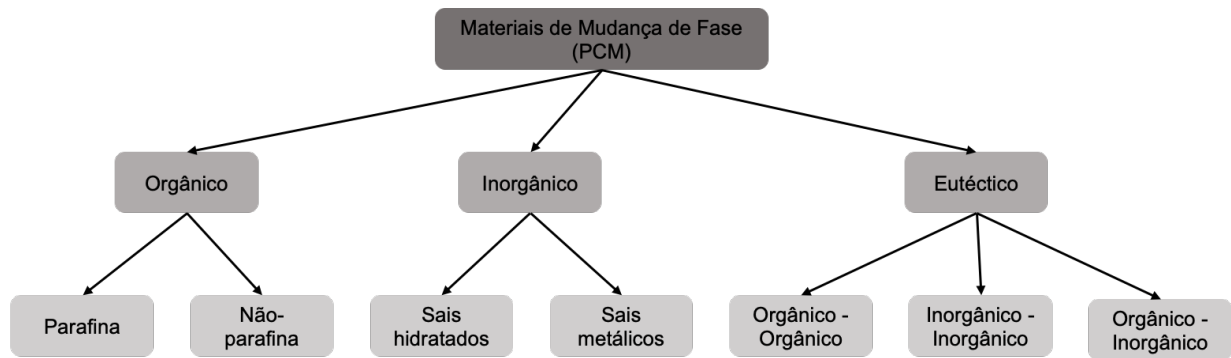 Materiais de Mudança de Fase
(PCM)
Orgânico
Inorgânico
Eutéctico
Parafina
Não-
parafina
Sais
hidratados
Sais
metálicos
Orgânico -
Orgânico
Inorgânico -
Inorgânico
Orgânico -
Inorgânico